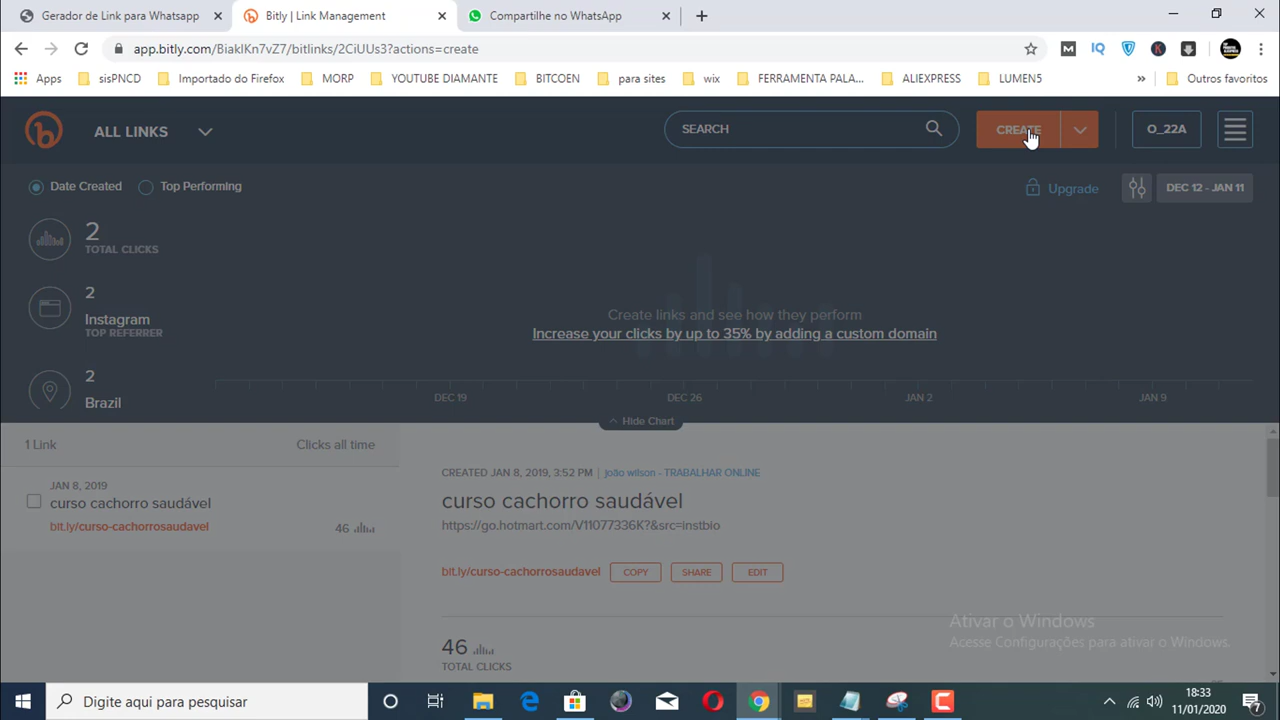 Gerador de Link para Whatsapp
Bitly | Link Management
Compartilhe no WhatsApp
app.bitly.com/BiaklKn7vZ7/bitlinks/2CiUUs3?actions=create
Apps
sisPNCD
Importado do Firefox
MORP
YOUTUBE DIAMANTE
BITCOEN
para sites
wix
FERRAMENTA PALA...
ALIEXPRESS
LUMEN5
»
Outros favoritos
ALL LINKS
SEARCH
CREATE
O_22A
Date Created
Top Performing
Upgrade
DEC 12 - JAN 11
2
TOTAL CLICKS
2
Instagram
TOP REFERRER
2
Brazil
Create links and see how they perform
Increase your clicks by up to 35% by adding a custom domain
DEC 19
DEC 26
JAN 2
JAN 9
Hide Chart
1 Link
Clicks all time
JAN 8, 2019
curso cachorro saudável
bit.ly/curso-cachorrosaudavel
46
CREATED JAN 8, 2019, 3:52 PM | joão wilson - TRABALHAR ONLINE
curso cachorro saudável
https://go.hotmart.com/V11077336K?&src=instbio
bit.ly/curso-cachorrosaudavel
COPY
SHARE
EDIT
46
TOTAL CLICKS
Ativar o Windows
Acesse Configurações para ativar o Windows.
Digite aqui para pesquisar
18:33
11/01/2020
7